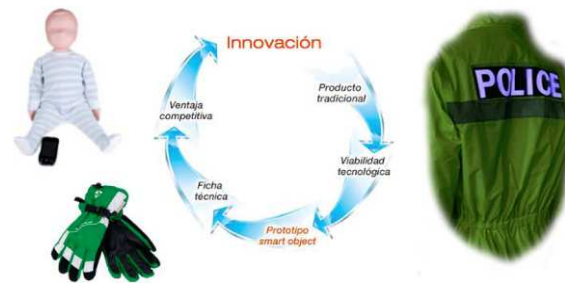 Innovación
Producto
tradicional
Viabilidad
tecnológica
Prototipo
smart object
Ficha
técnica
Ventaja
competitiva
POLICE